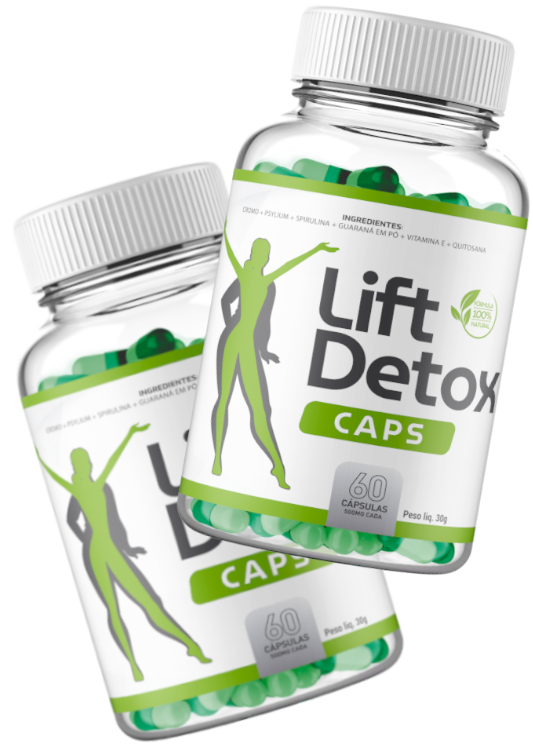 INGREDIENTES:
CROMO + PSYLIUM + SPIRULINA + GUARANÁ EM PÓ + VITAMINA E + QUITOSANA
Lift
Detox
CAPS
FÓRMULA
100%
NATURAL
60
CÁPSULAS
500MG CADA
Peso líq. 30g
INGREDIENTES
CROMO + PSYLIUM + SPIRULINA + GUARANÁ EM PÓ
L
D
CAPS
60
CÁPSULAS
500MG CADA
Peso líq. 30g